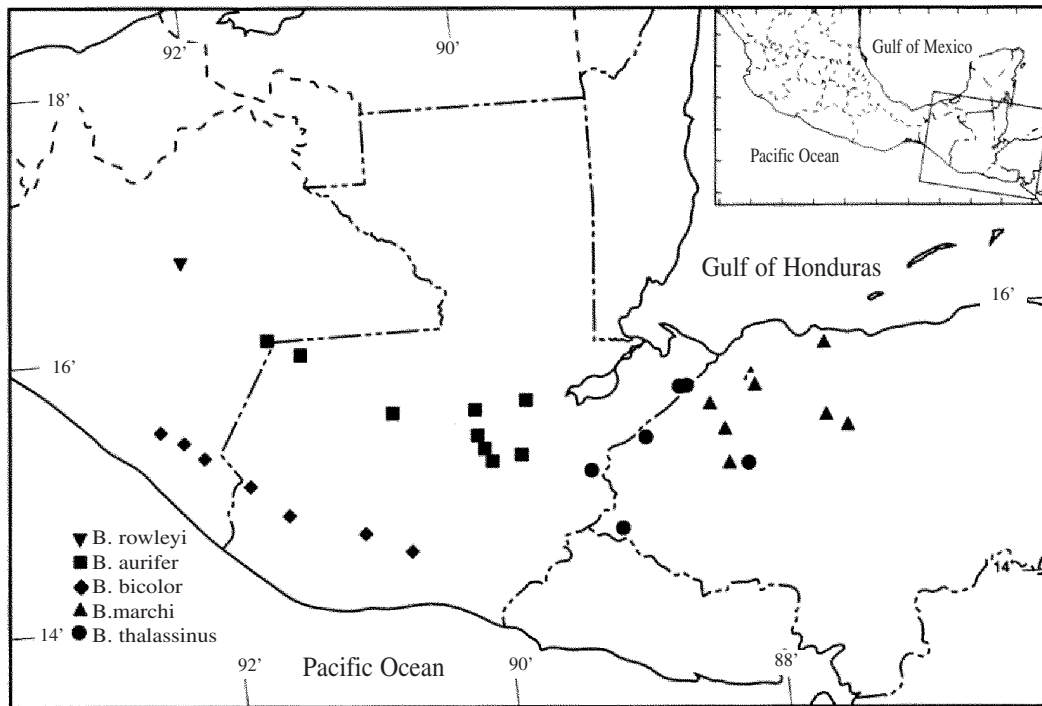 92’
90’
Gulf of Mexico
18’
Pacific Ocean
Gulf of Honduras
16’
16’
B. rowleyi
B. aurifer
B. bicolor
B.marchi
B. thalassinus
14’
14’
92’
Pacific Ocean
90’
88’